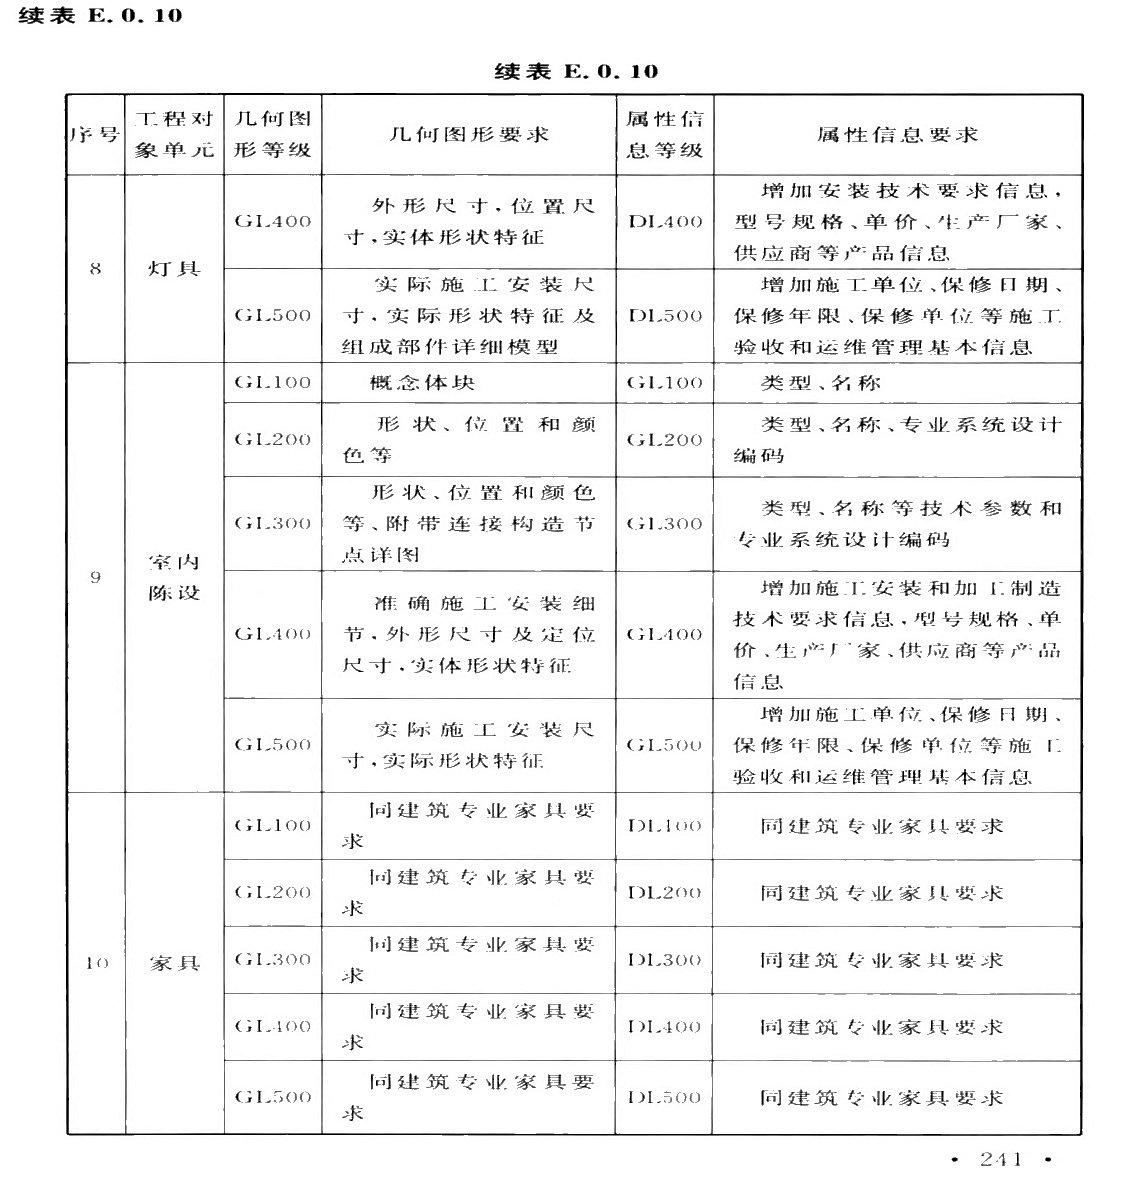 续表 E.0.10
续表 E.0.10
序号
工程对
象单元
几何图
形等级
几何图形要求
属性信
息等级
属性信息要求
8
灯具
GL400
外形尺寸,位置尺
寸,实体形状特征
DL400
增加安装技术要求信息,
型号规格、单价、生产厂家、
供应商等产品信息
GL500
实际施工安装尺
寸,实际形状特征及
组成部件详细模型
DL500
增加施工单位、保修日期、
保修年限、保修单位等施工
验收和运维管理基本信息
9
室内
陈设
GL100
概念体块
GL100
类型、名称
GL200
形状、位置和颜
色等
GL200
类型、名称、专业系统设计
编码
GL300
形状、位置和颜色
等、附带连接构造节
点详图
GL300
类型、名称等技术参数和
专业系统设计编码
GL400
准确施工安装细
节,外形尺寸及定位
尺寸,实体形状特征
GL400
增加施工安装和加工制造
技术要求信息,型号规格、单
价、生产厂家、供应商等产品
信息
GL500
实际施工安装尺
寸,实际形状特征
GL500
增加施工单位、保修日期、
保修年限、保修单位等施工
验收和运维管理基本信息
10
家具
GL100
同建筑专业家具要
求
DL100
同建筑专业家具要求
GL200
同建筑专业家具要
求
DL200
同建筑专业家具要求
GL300
同建筑专业家具要
求
DL300
同建筑专业家具要求
GL400
同建筑专业家具要
求
DL400
同建筑专业家具要求
GL500
同建筑专业家具要
求
DL500
同建筑专业家具要求
· 241 ·